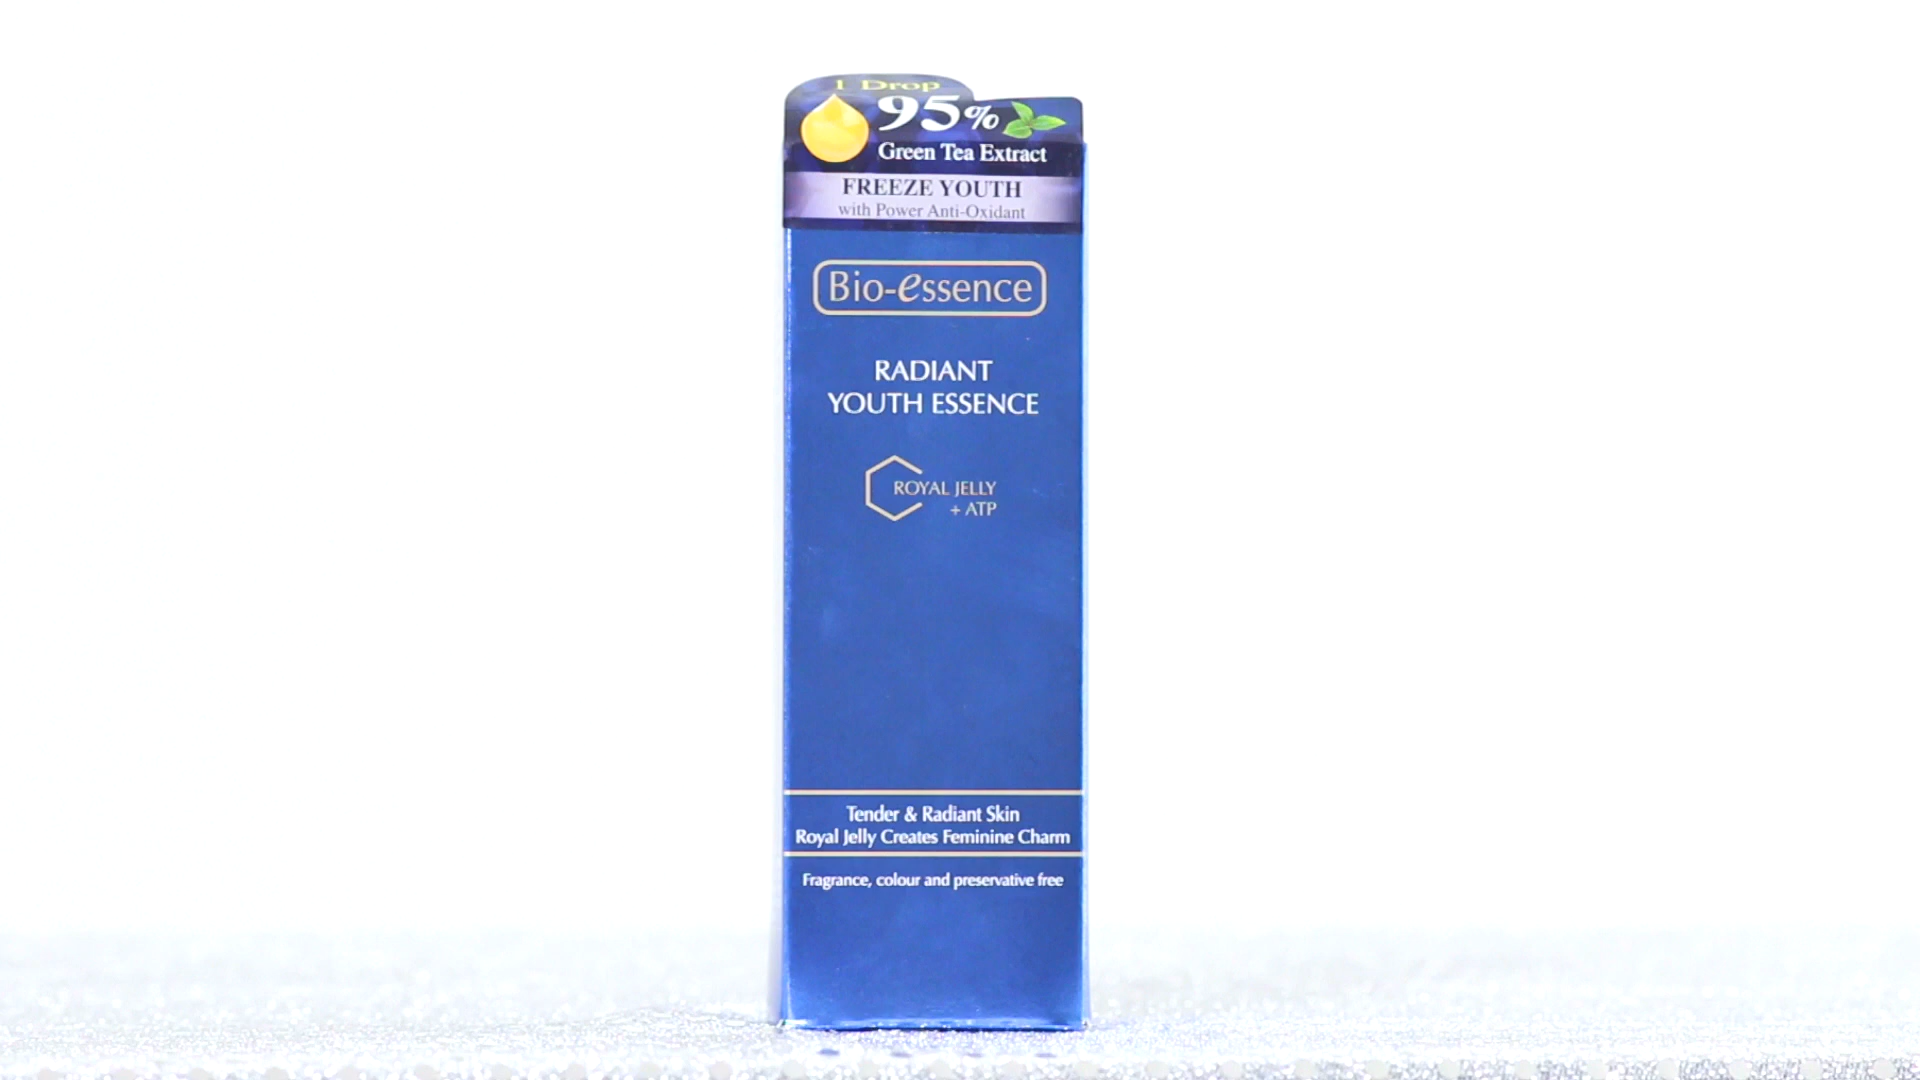 1 Drop
95%
Green Tea Extract
FREEZE YOUTH
with Power Anti-Oxidant
Bio-essence
RADIANT
YOUTH ESSENCE
ROYAL JELLY
+ ATP
Tender & Radiant Skin
Royal Jelly Creates Feminine Charm
Fragrance, colour and preservative free